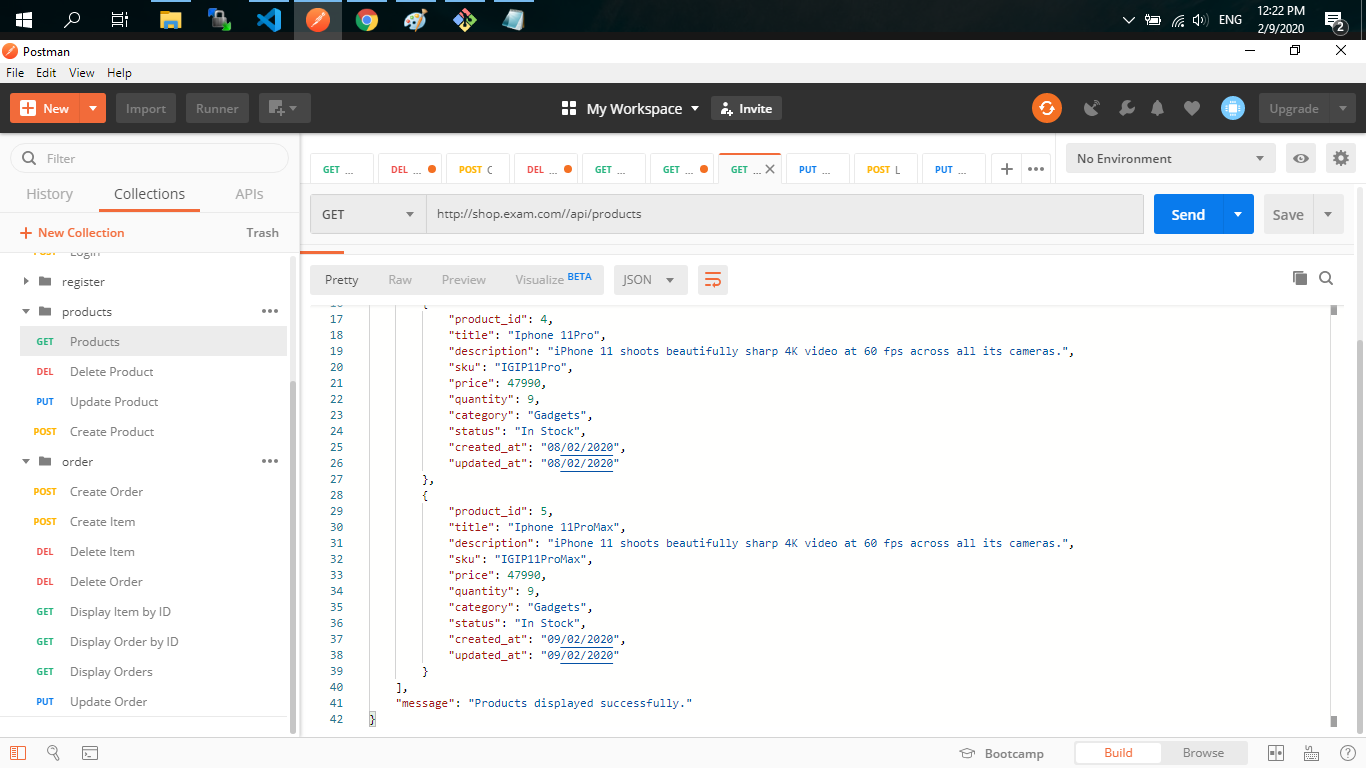 ENG
12:22 PM
2/9/2020
2
Postman
File Edit View Help
New Import Runner My Workspace Invite Upgrade
Filter
History Collections APIs
New Collection Trash
POST Login
register
products
GET Products
DEL Delete Product
PUT Update Product
POST Create Product
order
POST Create Order
POST Create Item
DEL Delete Item
DEL Delete Order
GET Display Item by ID
GET Display Order by ID
GET Display Orders
PUT Update Order
GET ... DEL ... POST C DEL ... GET ... GET ... GET ... PUT ... POST L PUT ...
No Environment
GET http://shop.exam.com//api/products Send Save
Pretty Raw Preview Visualize BETA JSON
16 {
17 "product_id": 4,
18 "title": "Iphone 11Pro",
19 "description": "iPhone 11 shoots beautifully sharp 4K video at 60 fps across all its cameras.",
20 "sku": "IGIP11Pro",
21 "price": 47990,
22 "quantity": 9,
23 "category": "Gadgets",
24 "status": "In Stock",
25 "created_at": "08/02/2020",
26 "updated_at": "08/02/2020"
27 },
28 {
29 "product_id": 5,
30 "title": "Iphone 11ProMax",
31 "description": "iPhone 11 shoots beautifully sharp 4K video at 60 fps across all its cameras.",
32 "sku": "IGIP11ProMax",
33 "price": 47990,
34 "quantity": 9,
35 "category": "Gadgets",
36 "status": "In Stock",
37 "created_at": "09/02/2020",
38 "updated_at": "09/02/2020"
39 }
40 ],
41 "message": "Products displayed successfully."
42 }
Bootcamp Build Browse